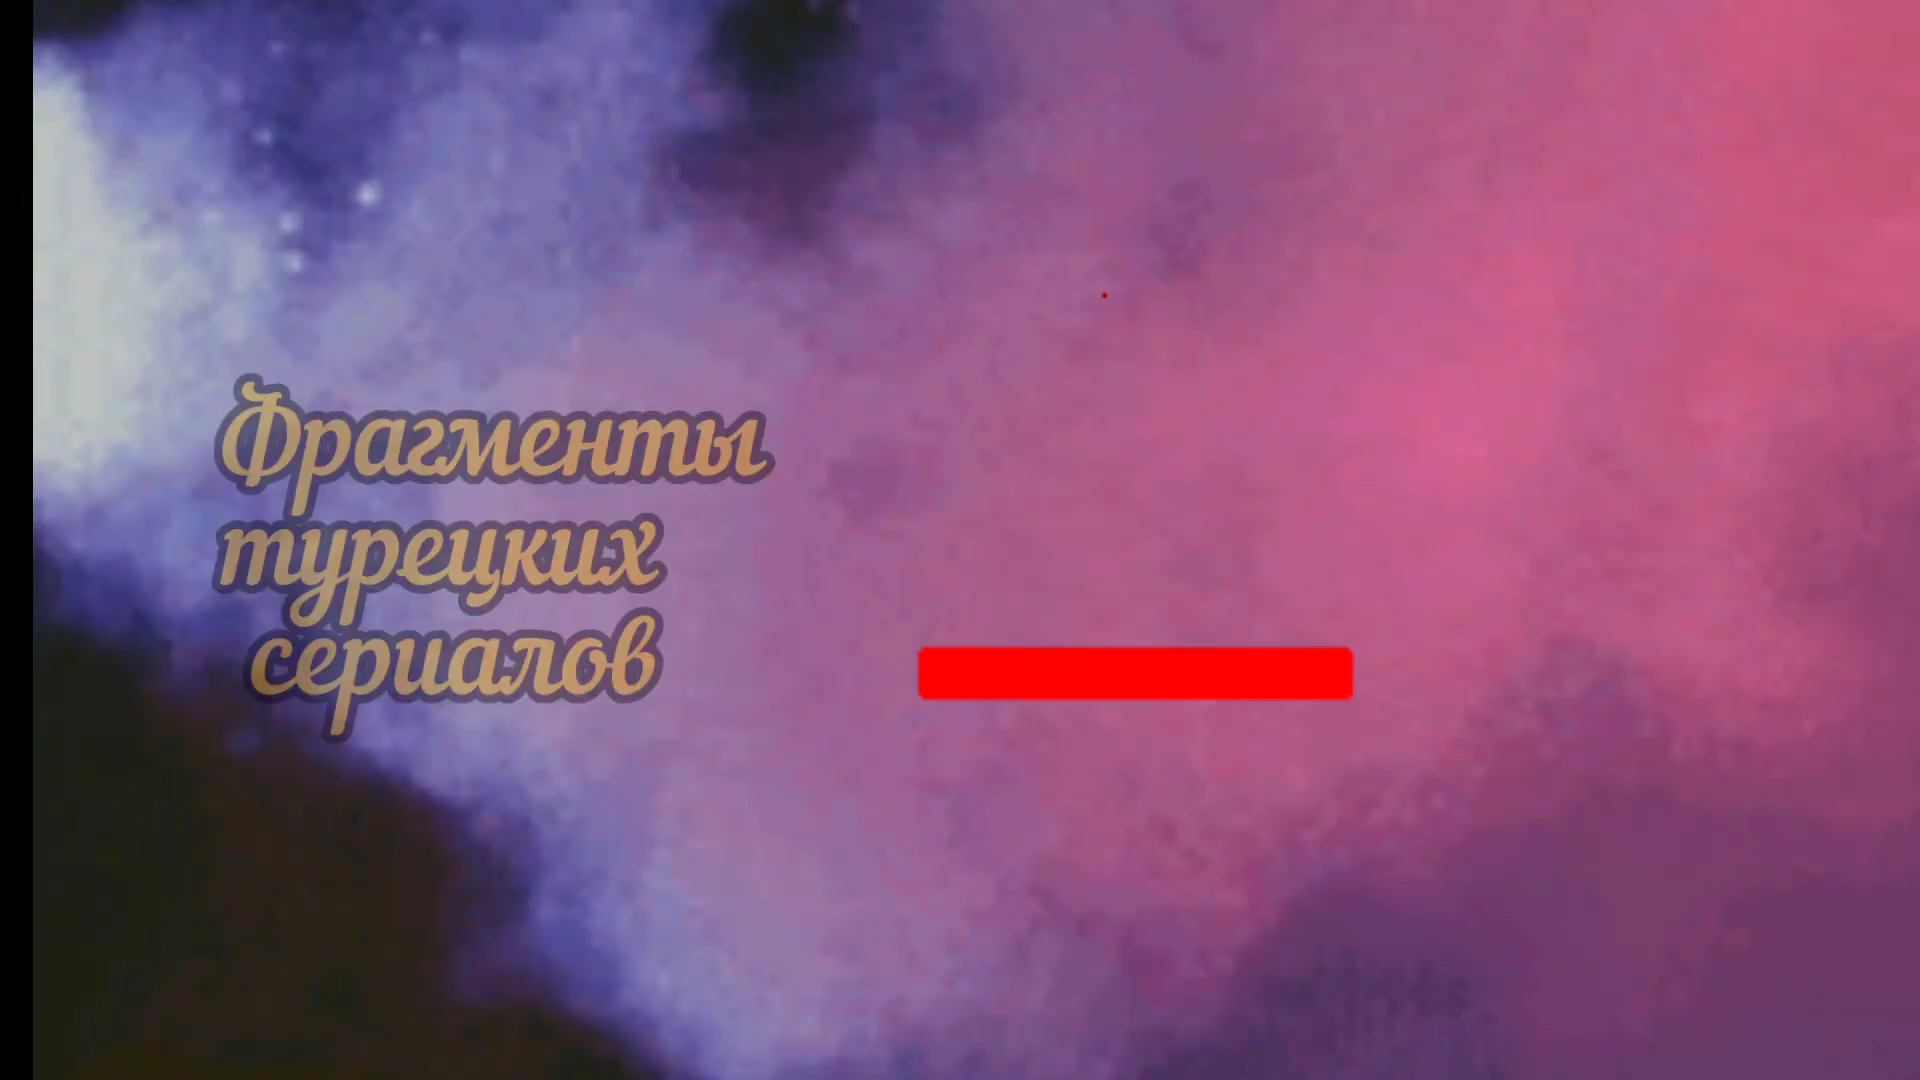 Фрагменты
турецких
сериалов